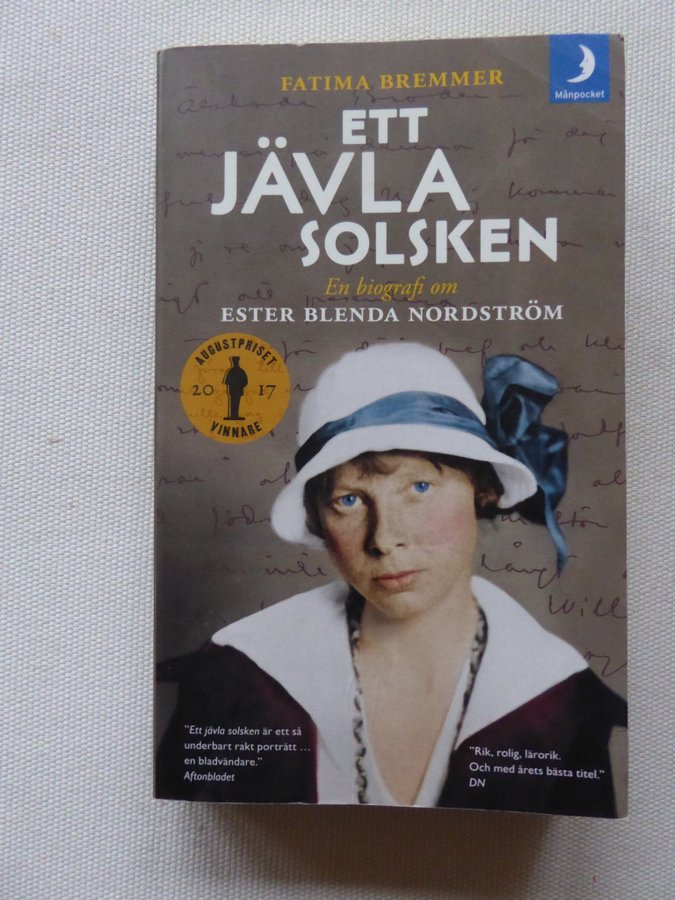 FATIMA BREMMER
Månpocket
ETT
JÄVLA
SOLSKEN
En biografi om
ESTER BLENDA NORDSTRÖM
AUGUSTPRISET
20 17
VINNARE
"Ett jävla solsken är ett så
underbart rakt porträtt ...
en bladvändare."
Aftonbladet
"Rik, rolig, lärorik.
Och med årets bästa titel."
DN